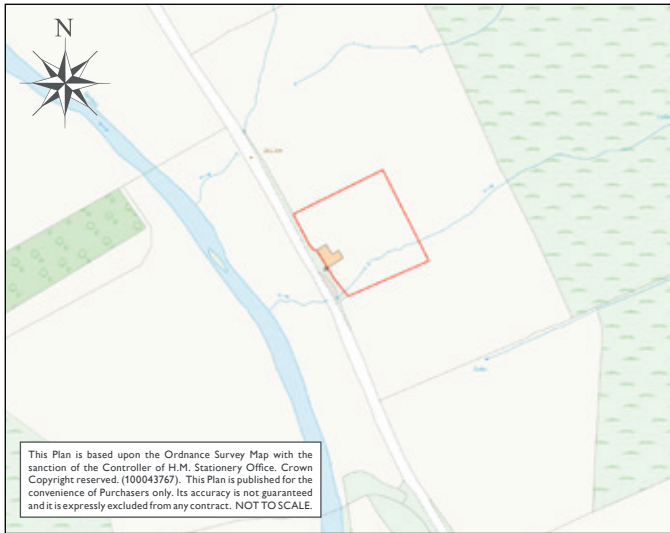 N
This Plan is based upon the Ordnance Survey Map with the
sanction of the Controller of H.M. Stationery Office. Crown
Copyright reserved. (100043767). This Plan is published for the
convenience of Purchasers only. Its accuracy is not guaranteed
and it is expressly excluded from any contract. NOT TO SCALE.